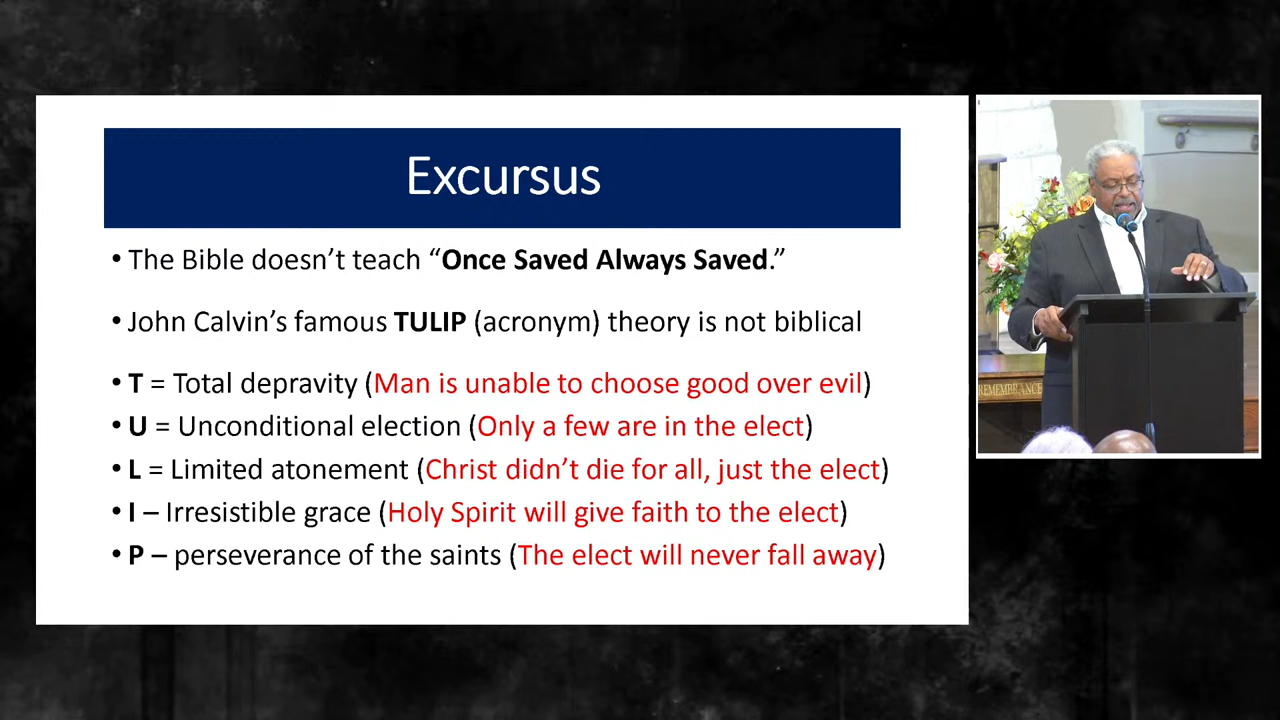 Excursus
• The Bible doesn’t teach “Once Saved Always Saved.”
• John Calvin’s famous TULIP (acronym) theory is not biblical
• T = Total depravity (Man is unable to choose good over evil)
• U = Unconditional election (Only a few are in the elect)
• L = Limited atonement (Christ didn’t die for all, just the elect)
• I – Irresistible grace (Holy Spirit will give faith to the elect)
• P – perseverance of the saints (The elect will never fall away)
REMEMBRANCE